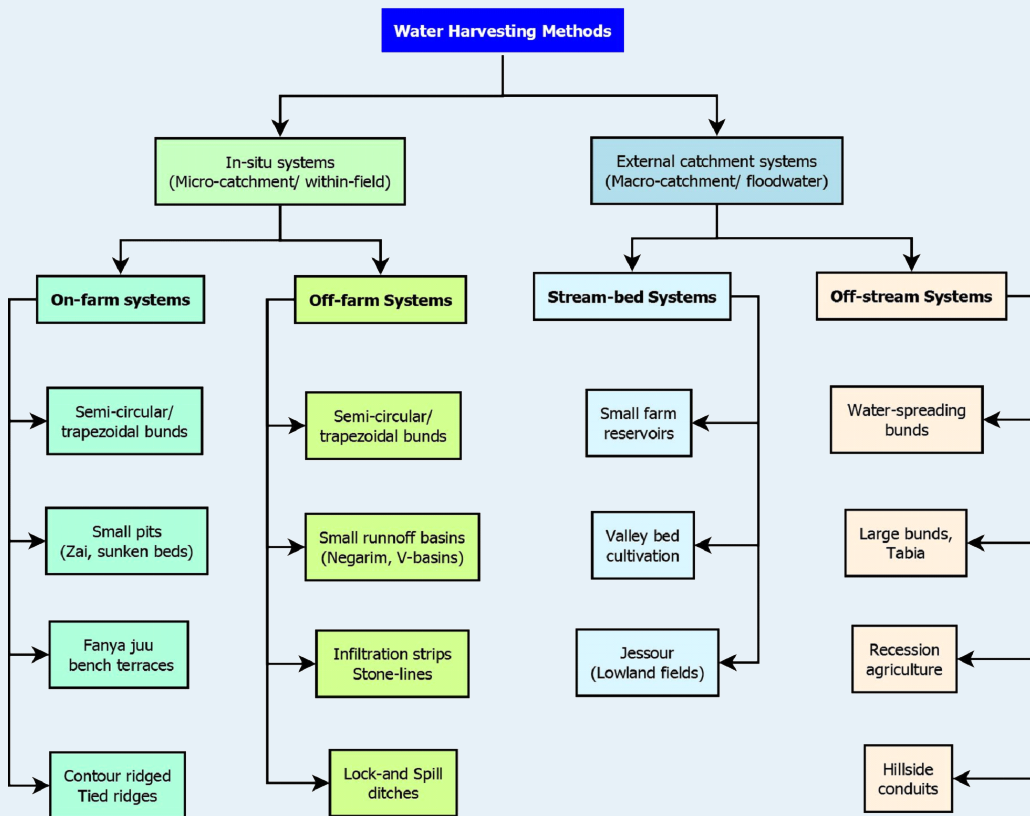 Water Harvesting Methods
In-situ systems
(Micro-catchment/ within-field)
External catchment systems
(Macro-catchment/ floodwater)
On-farm systems
Off-farm Systems
Stream-bed Systems
Off-stream Systems
Semi-circular/
trapezoidal bunds
Small pits
(Zai, sunken beds)
Fanya juu
bench terraces
Contour ridged
Tied ridges
Semi-circular/
trapezoidal bunds
Small runoff basins
(Negarim, V-basins)
Infiltration strips
Stone-lines
Lock-and Spill
ditches
Small farm
reservoirs
Valley bed
cultivation
Jessour
(Lowland fields)
Water-spreading
bunds
Large bunds,
Tabia
Recession
agriculture
Hillside
conduits